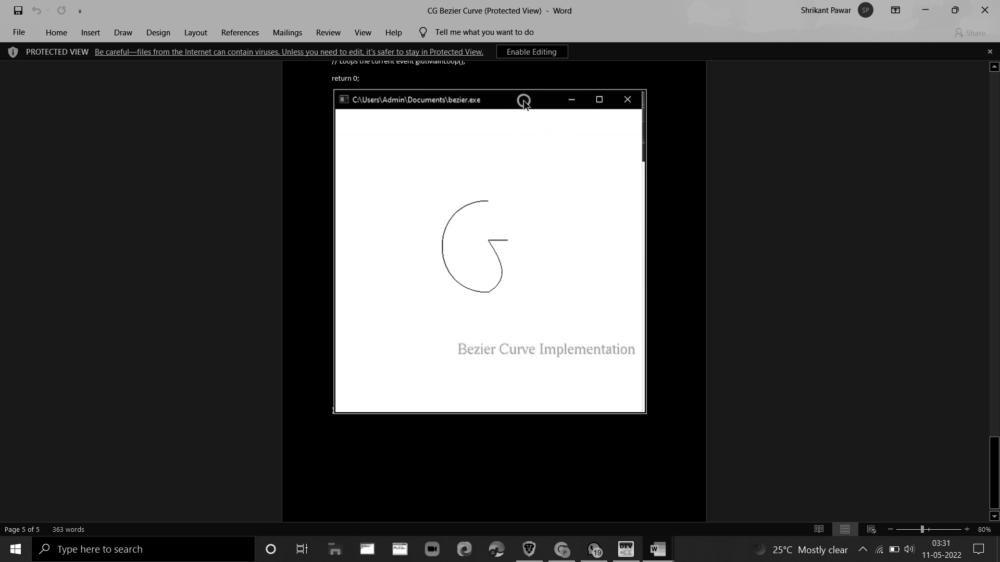 CG Bezier Curve (Protected View) - Word
Shrikant Pawar
SP
File Home Insert Draw Design Layout References Mailings Review View Help Tell me what you want to do
Share
PROTECTED VIEW Be careful—files from the Internet can contain viruses. Unless you need to edit, it's safer to stay in Protected View. Enable Editing
// Loops the current event glutMainLoop();
return 0;
C:\Users\Admin\Documents\bezier.exe
Bezier Curve Implementation
}
Page 5 of 5 363 words
80%
Type here to search
MySQL
P
19
DEV
C++
W
25°C Mostly clear
03:31
11-05-2022